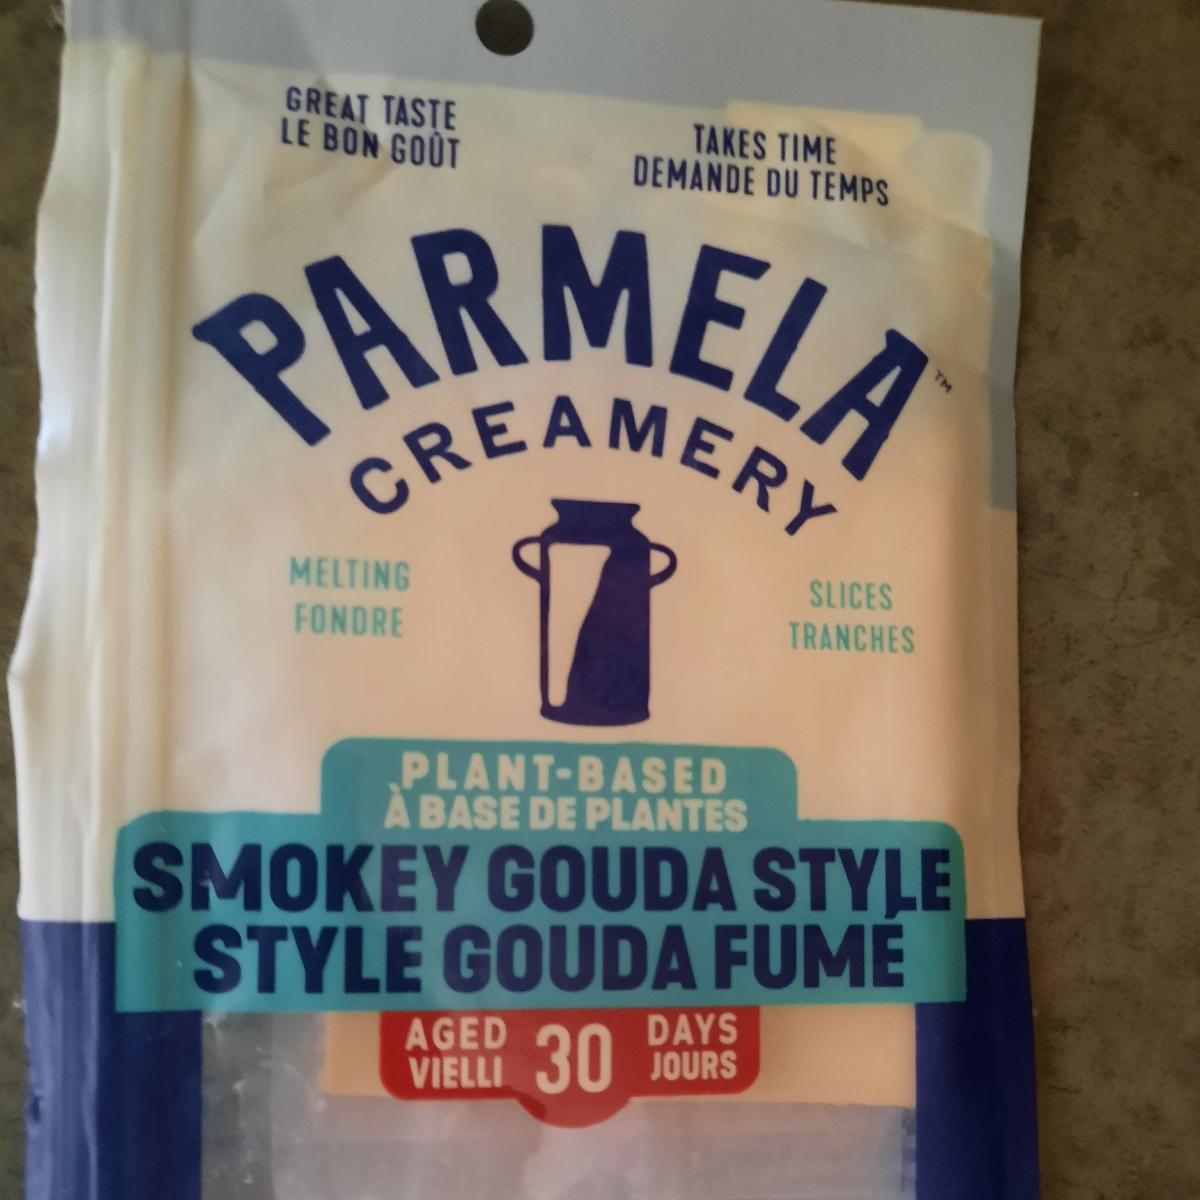 GREAT TASTE
LE BON GOÛT
TAKES TIME
DEMANDE DU TEMPS
PARMELA™
CREAMERY
MELTING
FONDRE
SLICES
TRANCHES
PLANT-BASED
À BASE DE PLANTES
SMOKEY GOUDA STYLE
STYLE GOUDA FUMÉ
AGED 30 DAYS
VIELLI JOURS